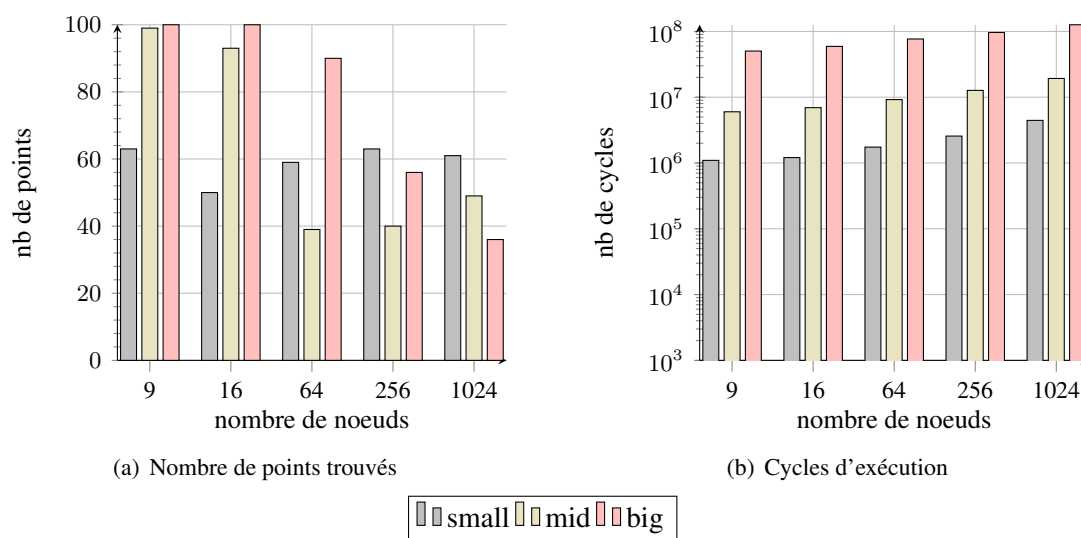 100
80
60
40
20
0
nb de points
9 16 64 256 1024
nombre de noeuds
(a) Nombre de points trouvés
10^8
10^7
10^6
10^5
10^4
10^3
nb de cycles
9 16 64 256 1024
nombre de noeuds
(b) Cycles d'exécution
small mid big